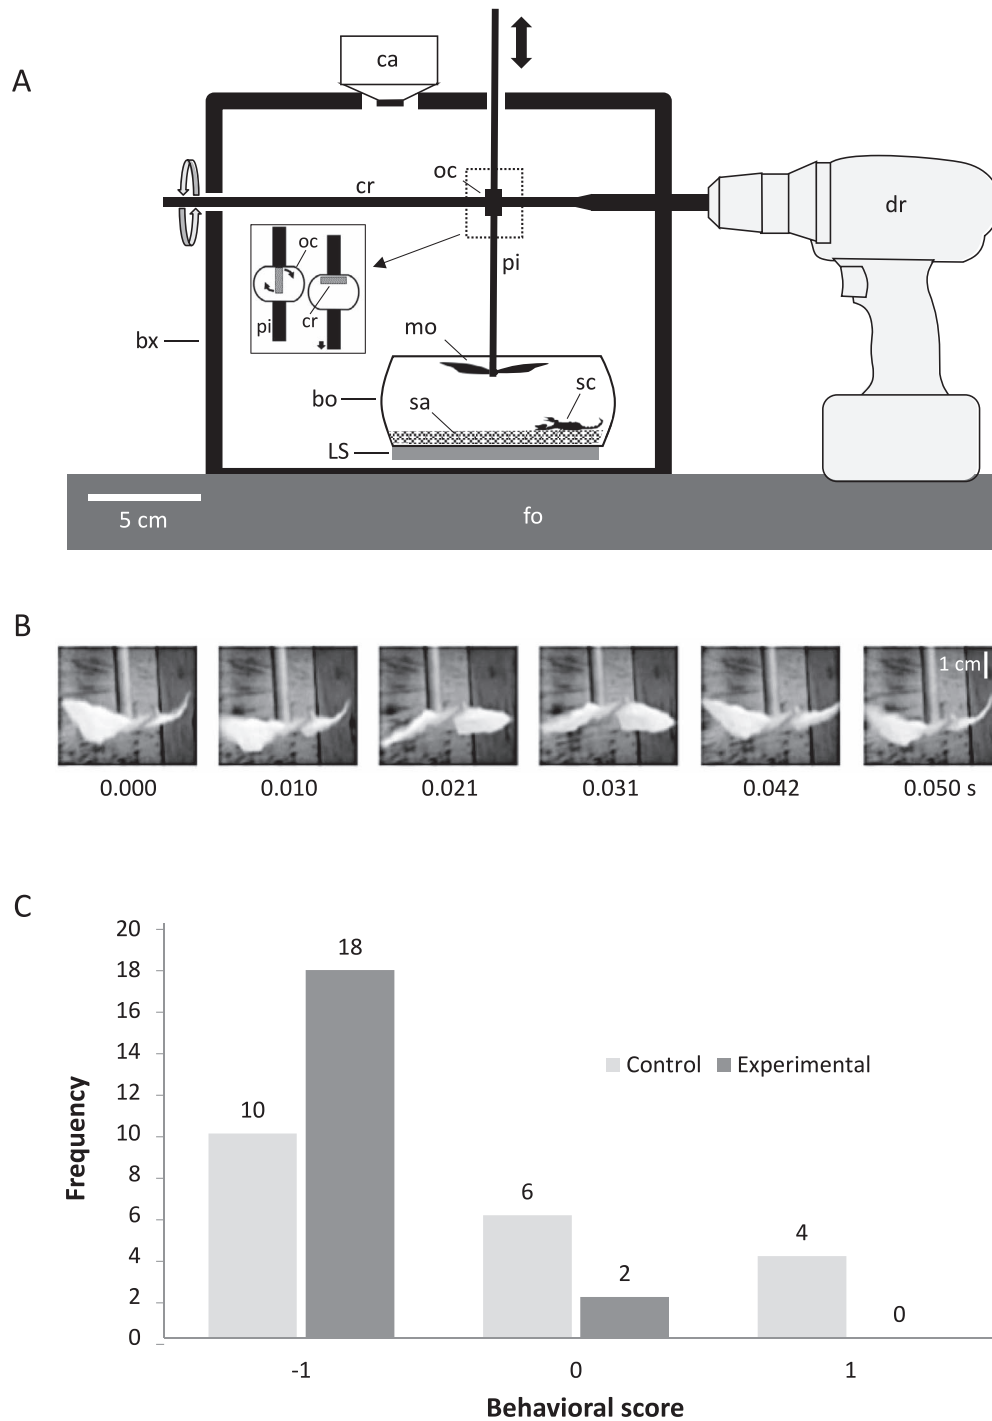 A
ca
oc
cr
dr
oc
pi
cr
pi
bx
mo
sc
bo
sa
LS
5 cm
fo
B
1 cm
0.000 0.010 0.021 0.031 0.042 0.050 s
C
20
18
16
14
12
10
8
6
4
2
0
Frequency
10
18
6
2
4
0
Control Experimental
-1 0 1
Behavioral score